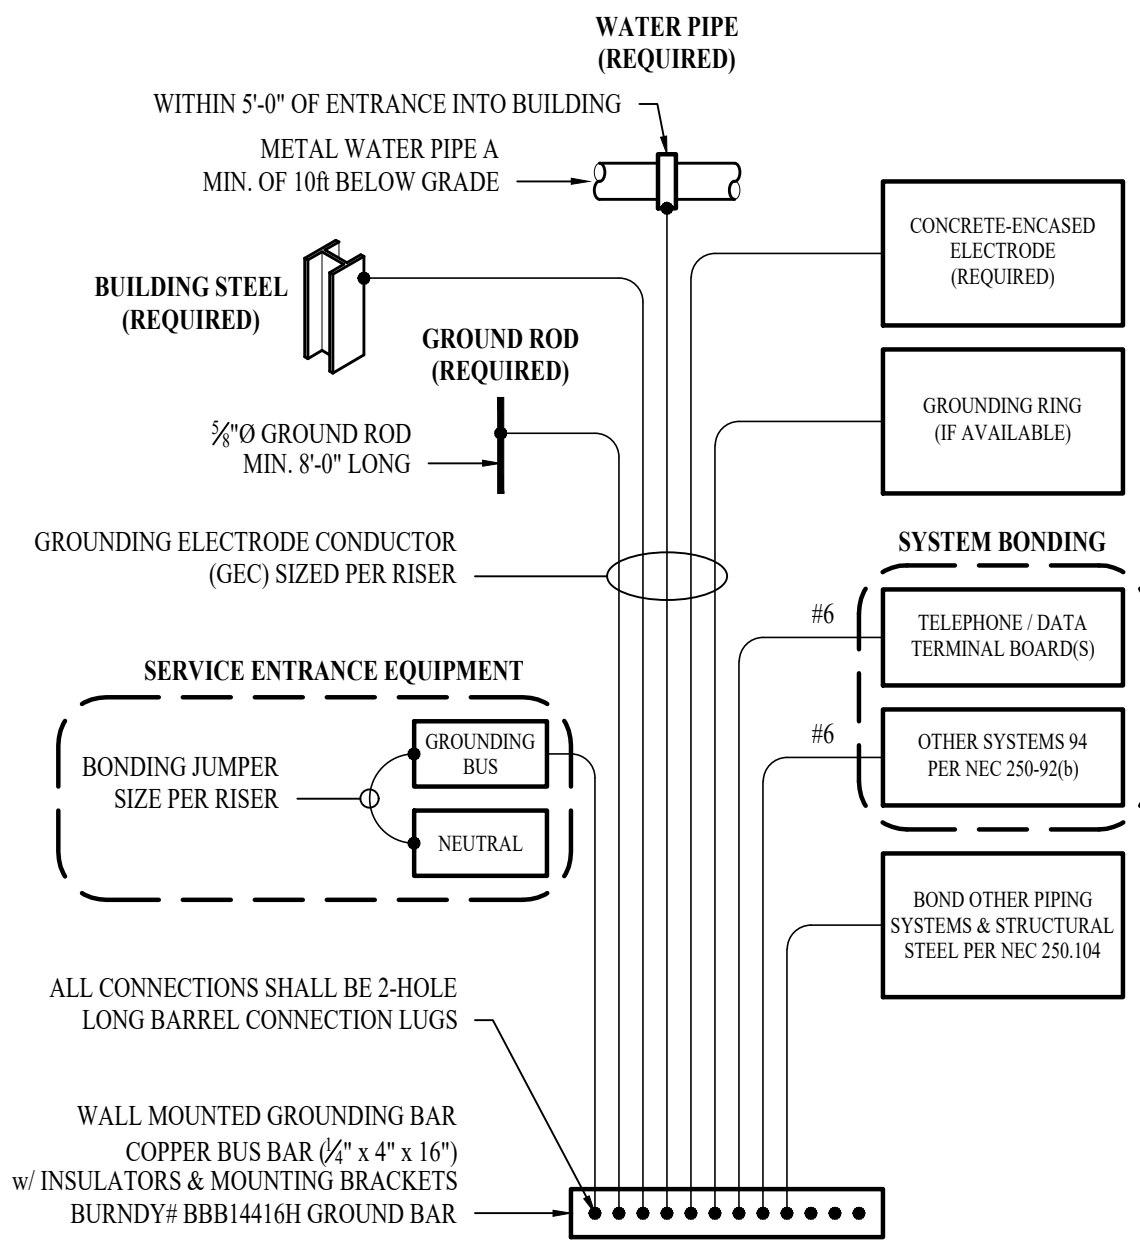 WATER PIPE
(REQUIRED)
WITHIN 5'-0" OF ENTRANCE INTO BUILDING
METAL WATER PIPE A
MIN. OF 10ft BELOW GRADE
CONCRETE-ENCASED
ELECTRODE
(REQUIRED)
BUILDING STEEL
(REQUIRED)
GROUND ROD
(REQUIRED)
⅝"Ø GROUND ROD
MIN. 8'-0" LONG
GROUNDING RING
(IF AVAILABLE)
GROUNDING ELECTRODE CONDUCTOR
(GEC) SIZED PER RISER
SYSTEM BONDING
#6
TELEPHONE / DATA
TERMINAL BOARD(S)
#6
OTHER SYSTEMS 94
PER NEC 250-92(b)
SERVICE ENTRANCE EQUIPMENT
GROUNDING
BUS
BONDING JUMPER
SIZE PER RISER
NEUTRAL
BOND OTHER PIPING
SYSTEMS & STRUCTURAL
STEEL PER NEC 250.104
ALL CONNECTIONS SHALL BE 2-HOLE
LONG BARREL CONNECTION LUGS
WALL MOUNTED GROUNDING BAR
COPPER BUS BAR (¼" x 4" x 16")
w/ INSULATORS & MOUNTING BRACKETS
BURNDY# BBB14416H GROUND BAR